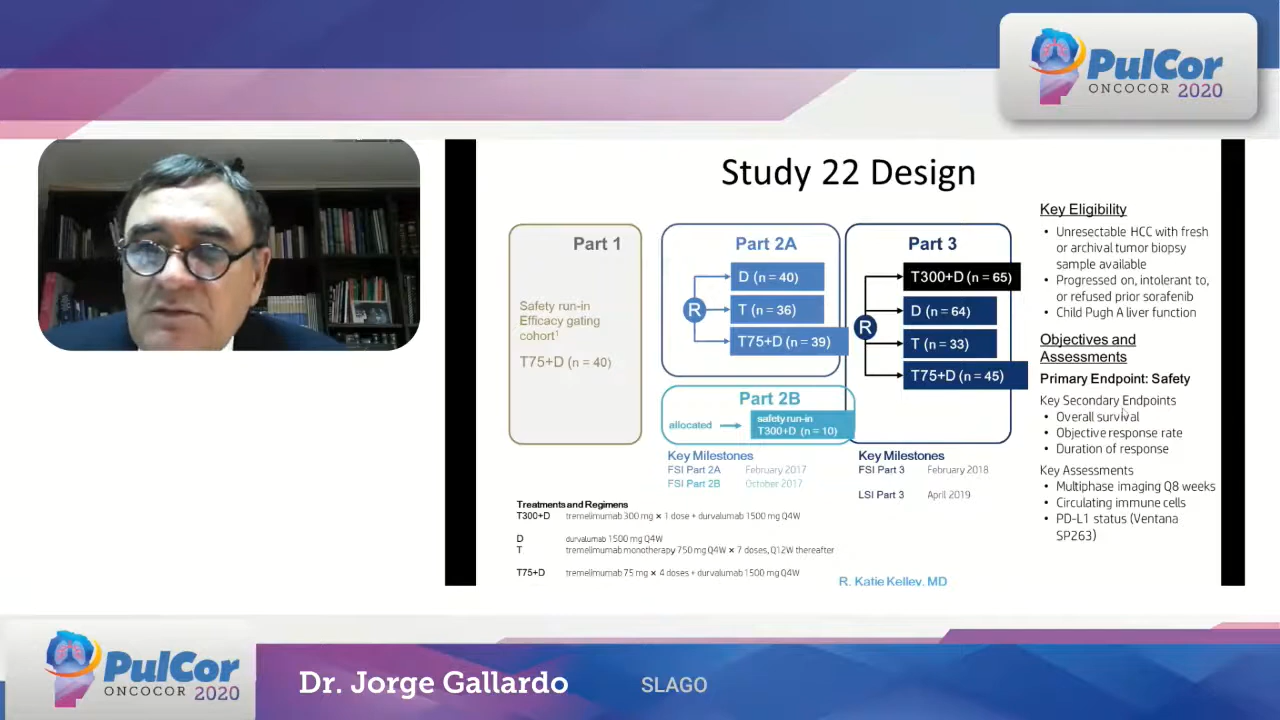 PulCor
ONCOCOR 2020
Study 22 Design
Part 1
Safety run-in
Efficacy gating
cohort¹
T75+D (n = 40)
Part 2A
R
D (n = 40)
T (n = 36)
T75+D (n = 39)
Part 2B
allocated
safety run-in
T300+D (n = 10)
Part 3
R
T300+D (n = 65)
D (n = 64)
T (n = 33)
T75+D (n = 45)
Key Milestones
FSI Part 2A February 2017
FSI Part 2B October 2017
Key Milestones
FSI Part 3 February 2018
LSI Part 3 April 2019
Treatments and Regimens
T300+D tremelimumab 300 mg × 1 dose + durvalumab 1500 mg Q4W
D durvalumab 1500 mg Q4W
T tremelimumab monotherapy 750 mg Q4W × 7 doses, Q12W thereafter
T75+D tremelimumab 75 mg × 4 doses + durvalumab 1500 mg Q4W
R. Katie Kelley, MD
Key Eligibility
• Unresectable HCC with fresh
or archival tumor biopsy
sample available
• Progressed on, intolerant to,
or refused prior sorafenib
• Child Pugh A liver function
Objectives and
Assessments
Primary Endpoint: Safety
Key Secondary Endpoints
• Overall survival
• Objective response rate
• Duration of response
Key Assessments
• Multiphase imaging Q8 weeks
• Circulating immune cells
• PD-L1 status (Ventana
SP263)
PulCor
ONCOCOR 2020
Dr. Jorge Gallardo SLAGO